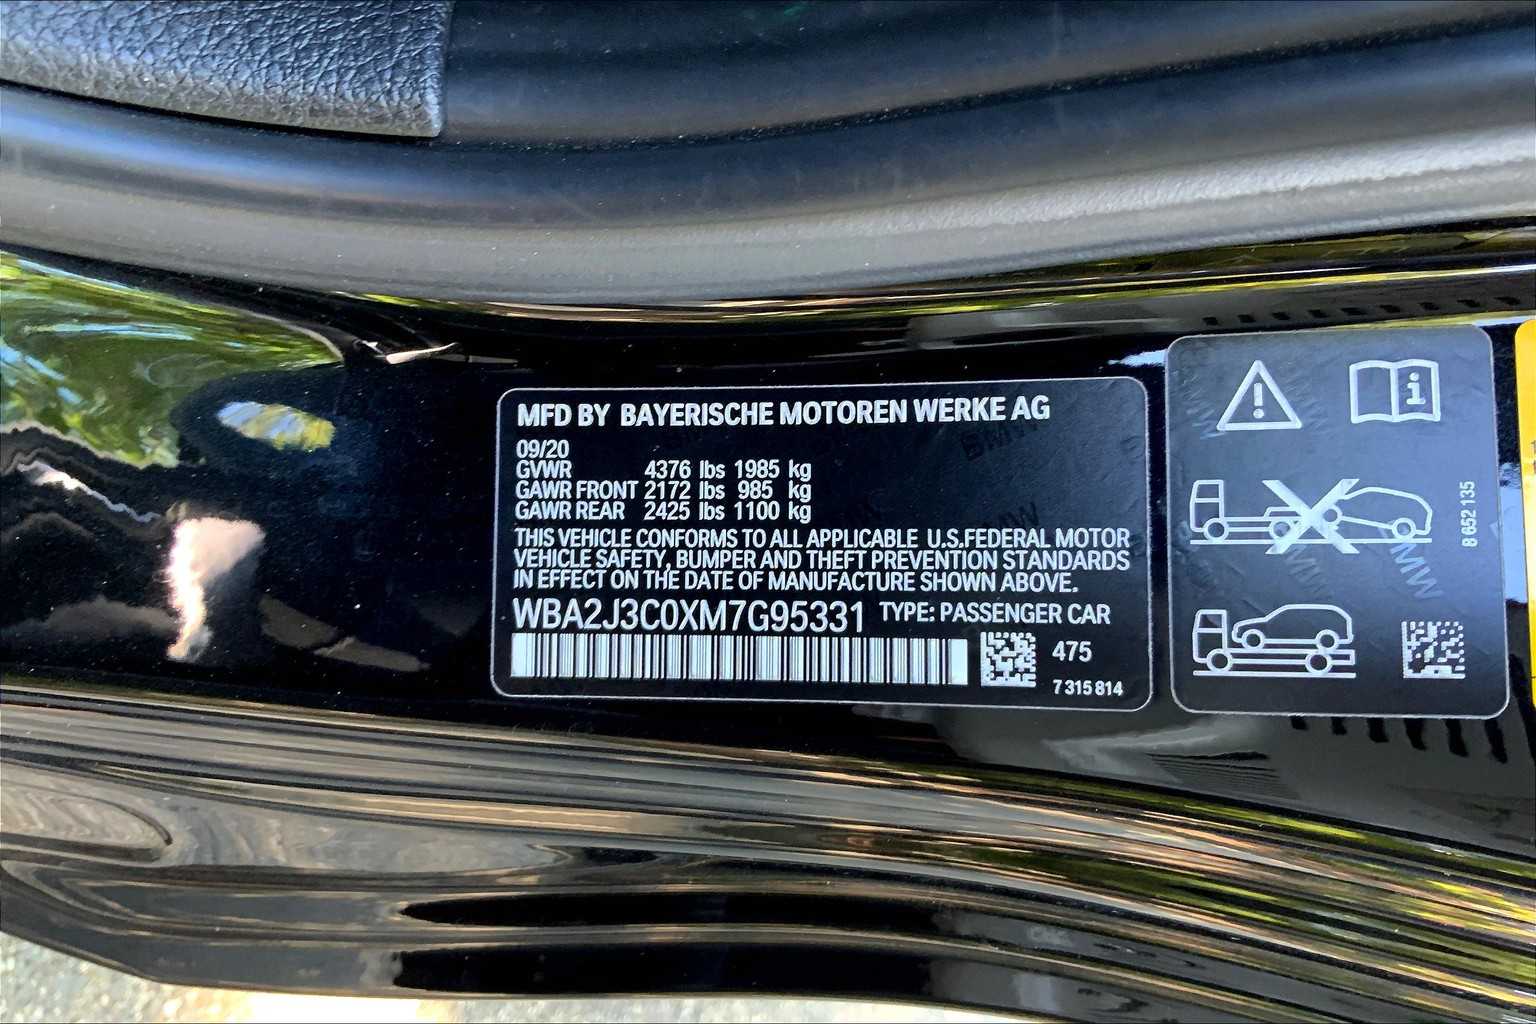 MFD BY BAYERISCHE MOTOREN WERKE AG
09/20
GVWR 4376 lbs 1985 kg
GAWR FRONT 2172 lbs 985 kg
GAWR REAR 2425 lbs 1100 kg
THIS VEHICLE CONFORMS TO ALL APPLICABLE U.S.FEDERAL MOTOR
VEHICLE SAFETY, BUMPER AND THEFT PREVENTION STANDARDS
IN EFFECT ON THE DATE OF MANUFACTURE SHOWN ABOVE.
WBA2J3C0XM7G95331 TYPE: PASSENGER CAR
475
7 315 814
8 652 135